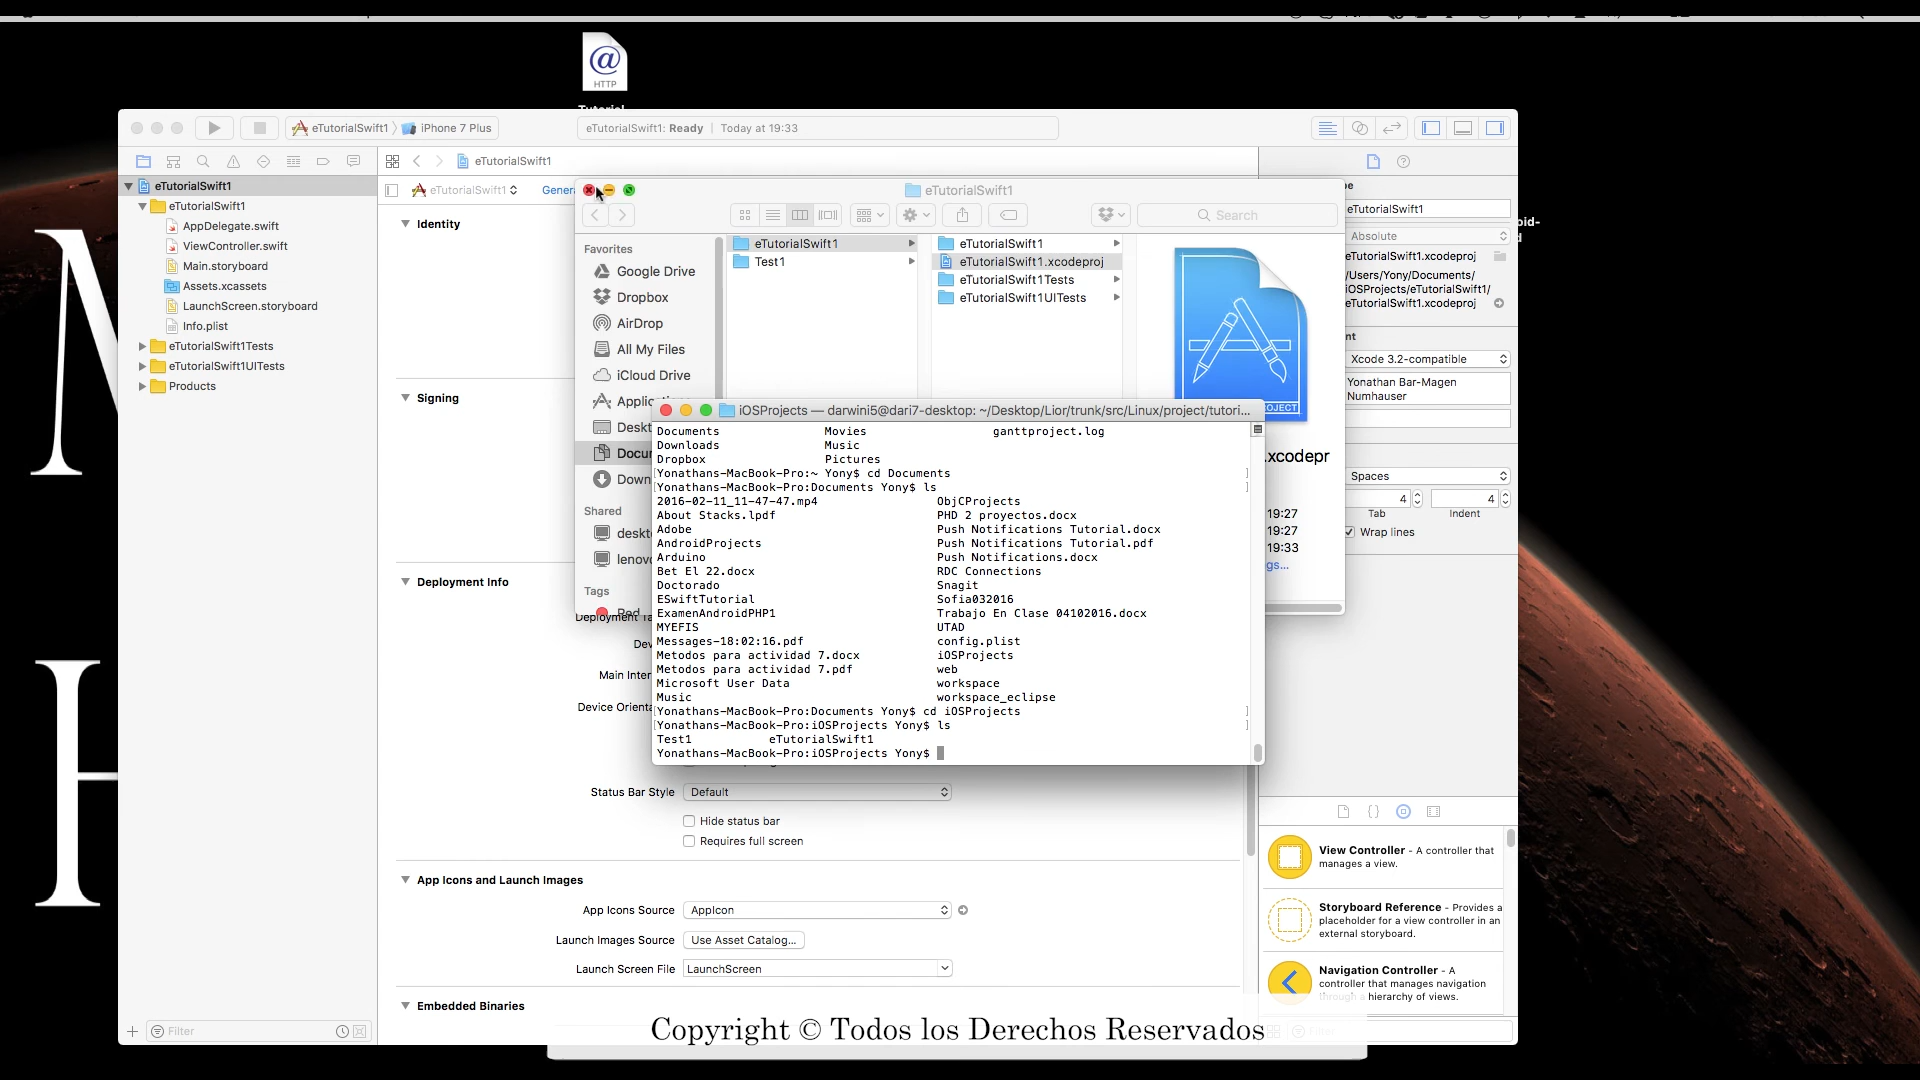 @
HTTP
M
H
eTutorialSwift1
iPhone 7 Plus
eTutorialSwift1: Ready | Today at 19:33
eTutorialSwift1
eTutorialSwift1
eTutorialSwift1
AppDelegate.swift
ViewController.swift
Main.storyboard
Assets.xcassets
LaunchScreen.storyboard
Info.plist
eTutorialSwift1Tests
eTutorialSwift1UITests
Products
Filter
eTutorialSwift1
Identity
Signing
Deployment Info
Status Bar Style
Default
Hide status bar
Requires full screen
App Icons and Launch Images
App Icons Source
AppIcon
Launch Images Source
Use Asset Catalog...
Launch Screen File
LaunchScreen
Embedded Binaries
eTutorialSwift1
Search
Favorites
Google Drive
Dropbox
AirDrop
All My Files
iCloud Drive
Shared
Tags
Red
eTutorialSwift1
Test1
eTutorialSwift1
eTutorialSwift1.xcodeproj
eTutorialSwift1Tests
eTutorialSwift1UITests
.xcodepr
19:27
19:27
19:33
iOSProjects — darwini5@dari7-desktop: ~/Desktop/Lior/trunk/src/Linux/project/tutori...
Documents Movies ganttproject.log
Downloads Music
Dropbox Pictures
[Yonathans-MacBook-Pro:~ Yony$ cd Documents ]
[Yonathans-MacBook-Pro:Documents Yony$ ls ]
2016-02-11_11-47-47.mp4 ObjCProjects
About Stacks.lpdf PHD 2 proyectos.docx
Adobe Push Notifications Tutorial.docx
AndroidProjects Push Notifications Tutorial.pdf
Arduino Push Notifications.docx
Bet El 22.docx RDC Connections
Doctorado Snagit
ESwiftTutorial Sofia032016
ExamenAndroidPHP1 Trabajo En Clase 04102016.docx
MYEFIS UTAD
Messages-18:02:16.pdf config.plist
Metodos para actividad 7.docx iOSProjects
Metodos para actividad 7.pdf web
Microsoft User Data workspace
Music workspace_eclipse
[Yonathans-MacBook-Pro:Documents Yony$ cd iOSProjects ]
[Yonathans-MacBook-Pro:iOSProjects Yony$ ls ]
Test1 eTutorialSwift1
Yonathans-MacBook-Pro:iOSProjects Yony$
eTutorialSwift1
Absolute
eTutorialSwift1.xcodeproj
/Users/Yony/Documents/
iOSProjects/eTutorialSwift1/
eTutorialSwift1.xcodeproj
Xcode 3.2-compatible
Yonathan Bar-Magen
Numhauser
Spaces
4 4
Tab Indent
Wrap lines
View Controller - A controller that
manages a view.
Storyboard Reference - Provides a
placeholder for a view controller in an
external storyboard.
Navigation Controller - A
controller that manages navigation
through a hierarchy of views.
Copyright © Todos los Derechos Reservados